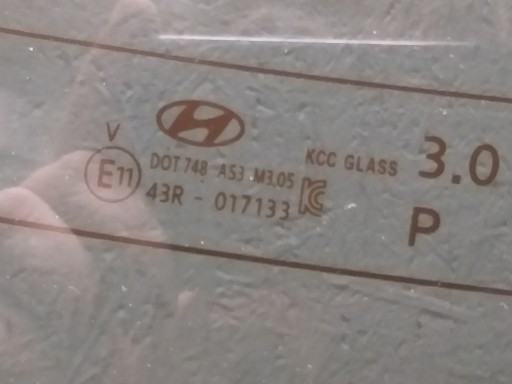 V
E11
DOT 748 AS3 M3.05
43R - 017133
KCC GLASS
3.0
P